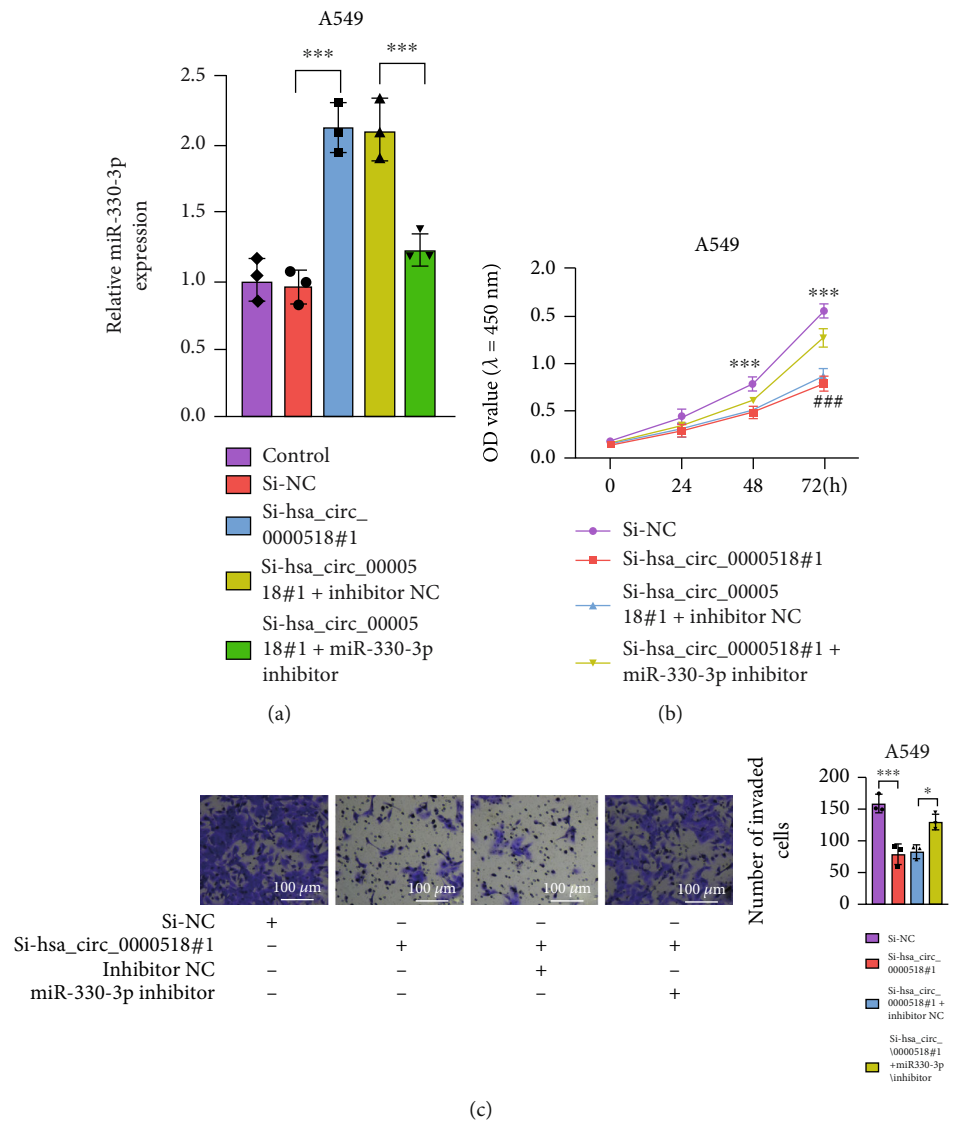 (a)
A549
***
***
2.5
2.0
1.5
1.0
0.5
0.0
Relative miR-330-3p
expression
Control
Si-NC
Si-hsa_circ_
0000518#1
Si-hsa_circ_00005
18#1 + inhibitor NC
Si-hsa_circ_00005
18#1 + miR-330-3p
inhibitor
(a)
A549
2.0
0.5
1.0
0.5
0.0
OD value (λ = 450 nm)
***
***
###
0
24
48
72(h)
Si-NC
Si-hsa_circ_0000518#1
Si-hsa_circ_00005
18#1 + inhibitor NC
Si-hsa_circ_0000518#1 +
miR-330-3p inhibitor
(b)
100 µm
100 µm
100 µm
100 µm
Si-NC + – – –
Si-hsa_circ_0000518#1 – + + +
Inhibitor NC – – + –
miR-330-3p inhibitor – – – +
A549
***
*
200
150
100
50
0
Number of invaded
cells
Si-NC
Si-hsa_circ_
0000518#1
Si-hsa_circ_
0000518#1 +
inhibitor NC
Si-hsa_circ_
\0000518#1
+miR330-3p
\inhibitor
(c)